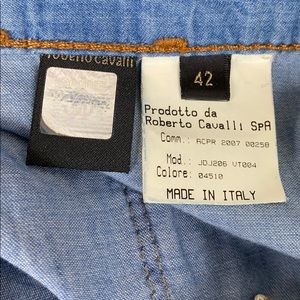 roberto cavalli
42
Prodotto da
Roberto Cavalli SpA
Comm.: ACPR 2007 00258
Mod.: JDJ206 VT004
Colore: 04510
MADE IN ITALY